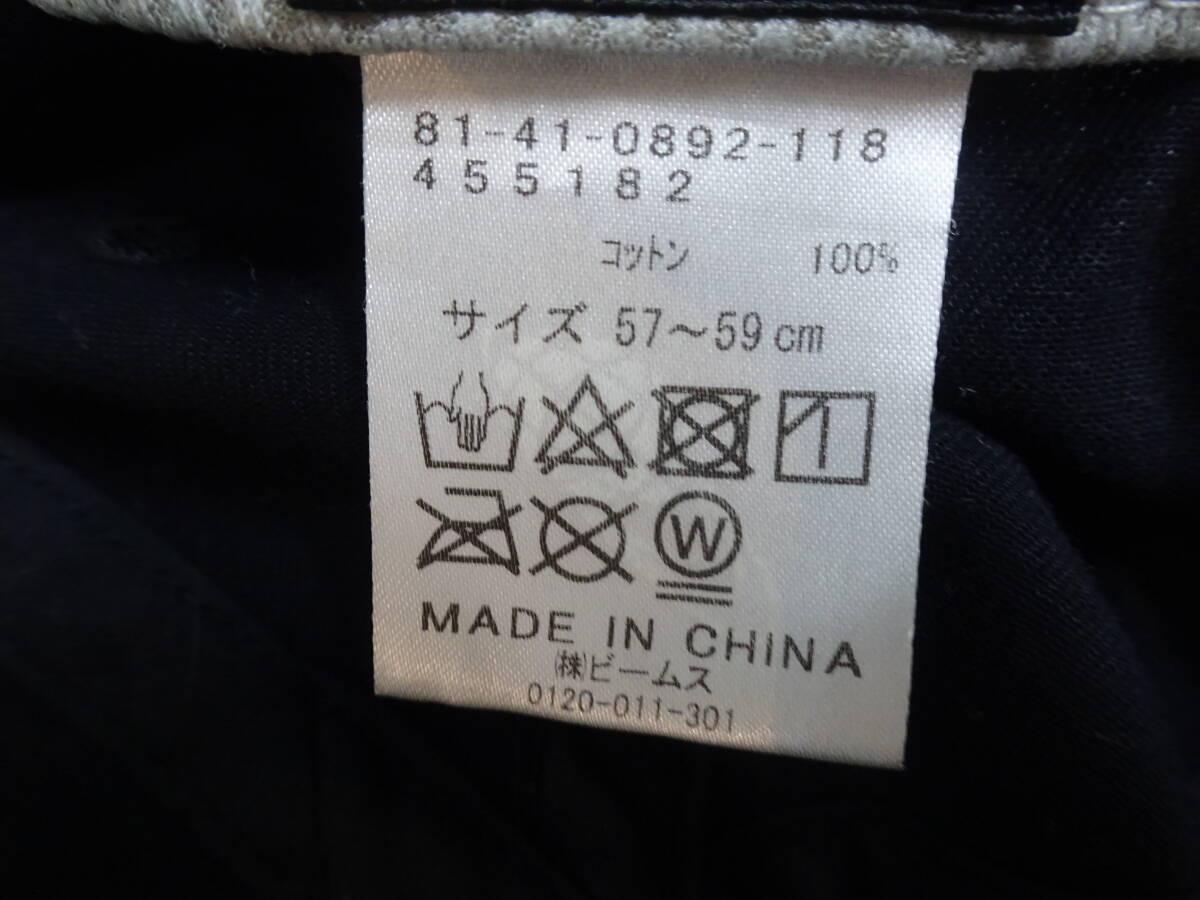 81-41-0892-118
455182
コットン 100%
サイズ 57～59cm
W
MADE IN CHINA
㈱ビームス
0120-011-301